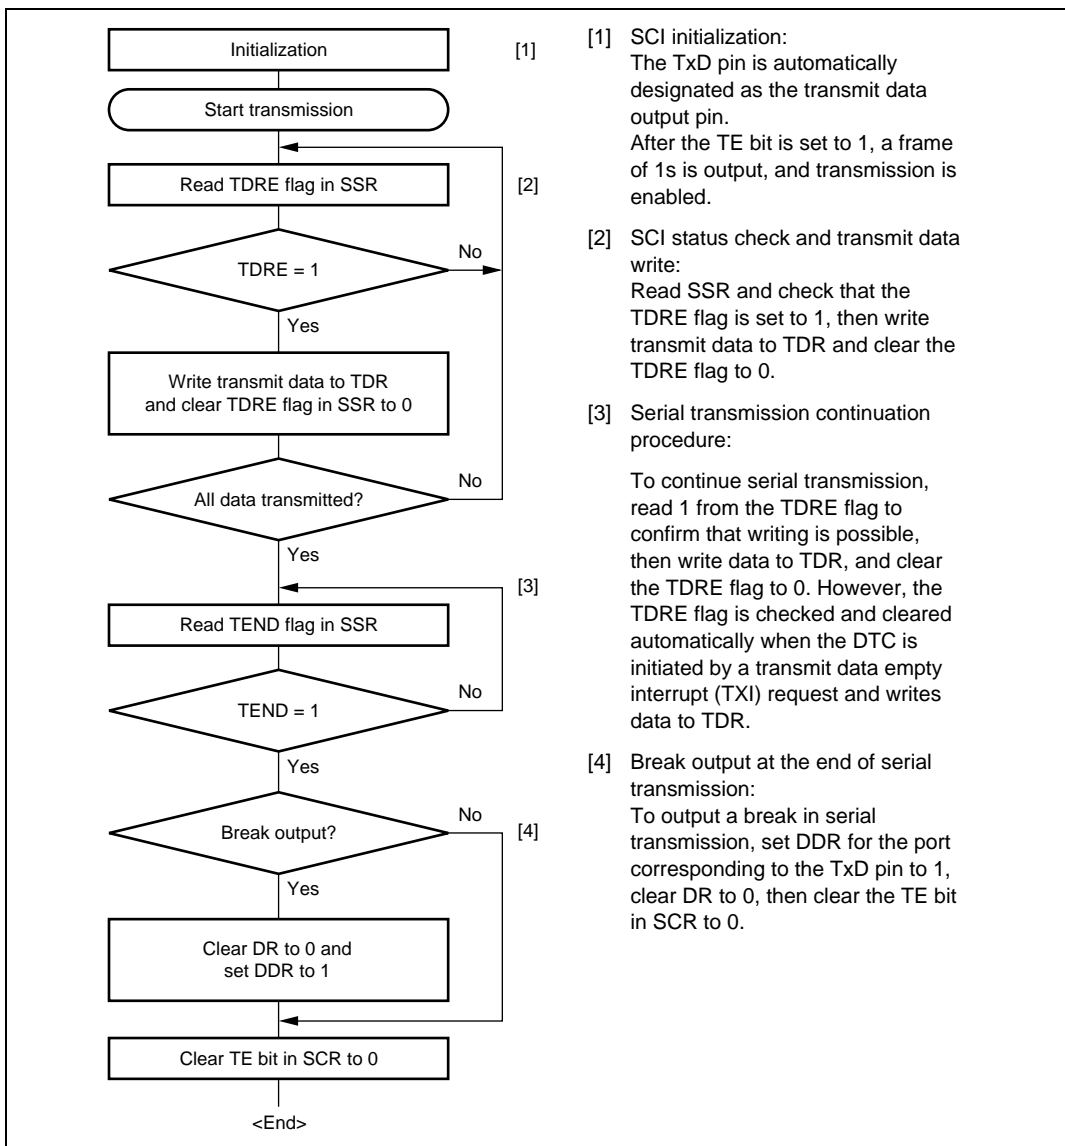 Initialization
[1]
Start transmission
Read TDRE flag in SSR
[2]
No
TDRE = 1
Yes
Write transmit data to TDR
and clear TDRE flag in SSR to 0
No
All data transmitted?
Yes
[3]
Read TEND flag in SSR
No
TEND = 1
Yes
No
Break output?
[4]
Yes
Clear DR to 0 and
set DDR to 1
Clear TE bit in SCR to 0
<End>
[1] SCI initialization:
The TxD pin is automatically
designated as the transmit data
output pin.
After the TE bit is set to 1, a frame
of 1s is output, and transmission is
enabled.
[2] SCI status check and transmit data
write:
Read SSR and check that the
TDRE flag is set to 1, then write
transmit data to TDR and clear the
TDRE flag to 0.
[3] Serial transmission continuation
procedure:
To continue serial transmission,
read 1 from the TDRE flag to
confirm that writing is possible,
then write data to TDR, and clear
the TDRE flag to 0. However, the
TDRE flag is checked and cleared
automatically when the DTC is
initiated by a transmit data empty
interrupt (TXI) request and writes
data to TDR.
[4] Break output at the end of serial
transmission:
To output a break in serial
transmission, set DDR for the port
corresponding to the TxD pin to 1,
clear DR to 0, then clear the TE bit
in SCR to 0.